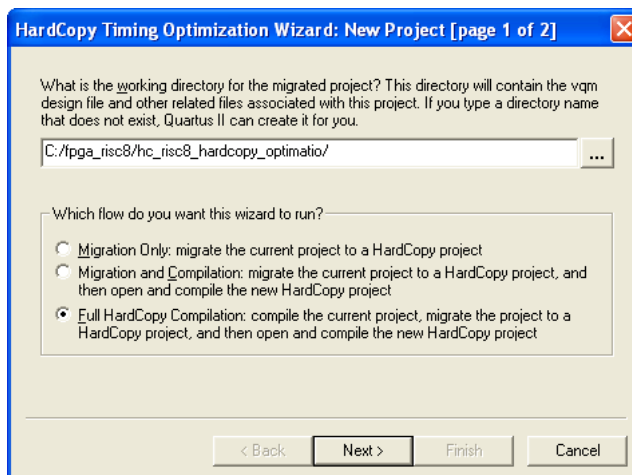 HardCopy Timing Optimization Wizard: New Project [page 1 of 2]
What is the working directory for the migrated project? This directory will contain the vqm
design file and other related files associated with this project. If you type a directory name
that does not exist, Quartus II can create it for you.
C:/fpga_risc8/hc_risc8_hardcopy_optimatio/
...
Which flow do you want this wizard to run?
Migration Only: migrate the current project to a HardCopy project
Migration and Compilation: migrate the current project to a HardCopy project, and
then open and compile the new HardCopy project
Full HardCopy Compilation: compile the current project, migrate the project to a
HardCopy project, and then open and compile the new HardCopy project
< Back
Next >
Finish
Cancel